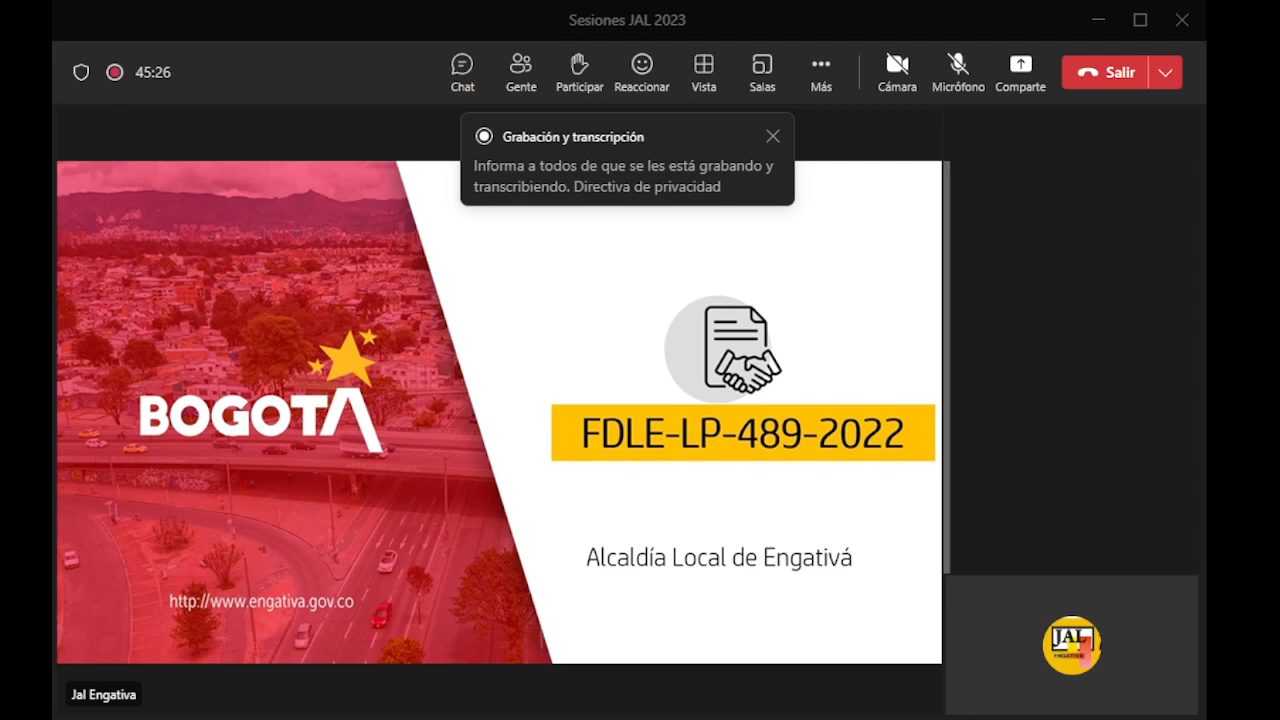 Sesiones JAL 2023
45:26
Chat
Gente
Participar
Reaccionar
Vista
Salas
Más
Cámara
Micrófono
Comparte
Salir
Grabación y transcripción
Informa a todos de que se les está grabando y
transcribiendo. Directiva de privacidad
BOGOTÁ
FDLE-LP-489-2022
Alcaldía Local de Engativá
http://www.engativa.gov.co
JAL
ENGATIVÁ
Jal Engativa